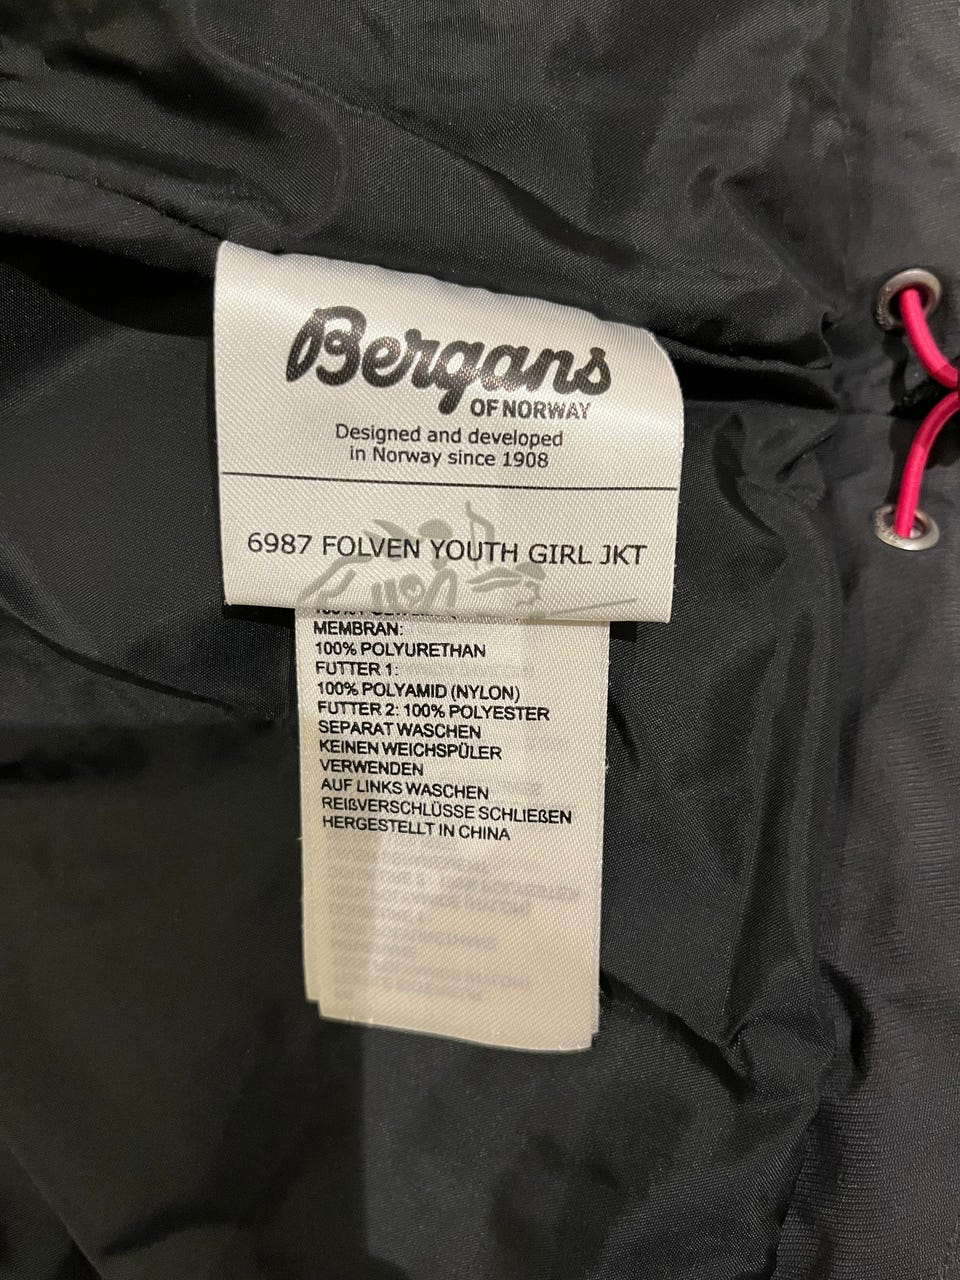 Bergans
OF NORWAY
Designed and developed
in Norway since 1908
6987 FOLVEN YOUTH GIRL JKT
MEMBRAN:
100% POLYURETHAN
FUTTER 1:
100% POLYAMID (NYLON)
FUTTER 2: 100% POLYESTER
SEPARAT WASCHEN
KEINEN WEICHSPÜLER
VERWENDEN
AUF LINKS WASCHEN
REIßVERSCHLÜSSE SCHLIEßEN
HERGESTELLT IN CHINA